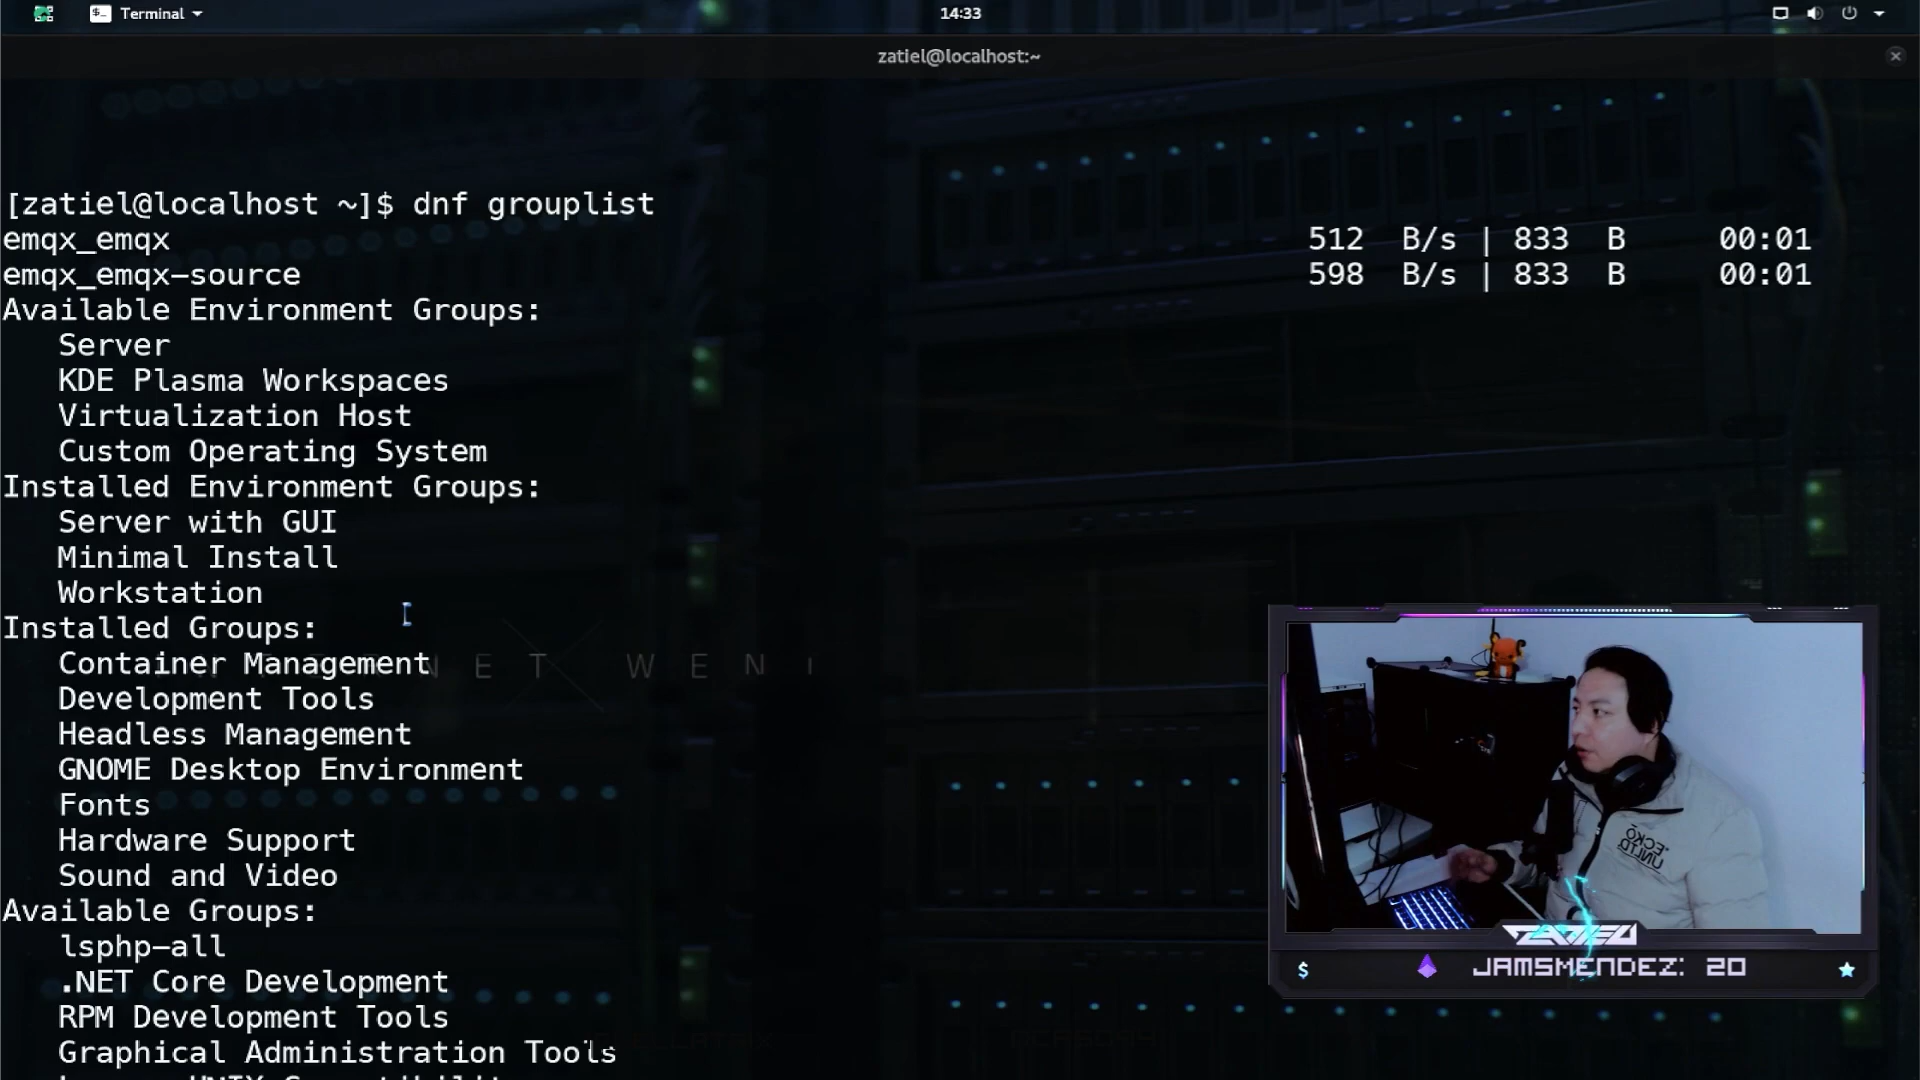 Terminal
14:33
zatiel@localhost:~
[zatiel@localhost ~]$ dnf grouplist
emqx_emqx 512 B/s | 833 B 00:01
emqx_emqx-source 598 B/s | 833 B 00:01
Available Environment Groups:
Server
KDE Plasma Workspaces
Virtualization Host
Custom Operating System
Installed Environment Groups:
Server with GUI
Minimal Install
Workstation
Installed Groups:
Container Management
Development Tools
Headless Management
GNOME Desktop Environment
Fonts
Hardware Support
Sound and Video
Available Groups:
lsphp-all
.NET Core Development
RPM Development Tools
Graphical Administration Tools
ECKŌ
UNLTD.
ZATIEL
$ JAMSMENDEZ: 20